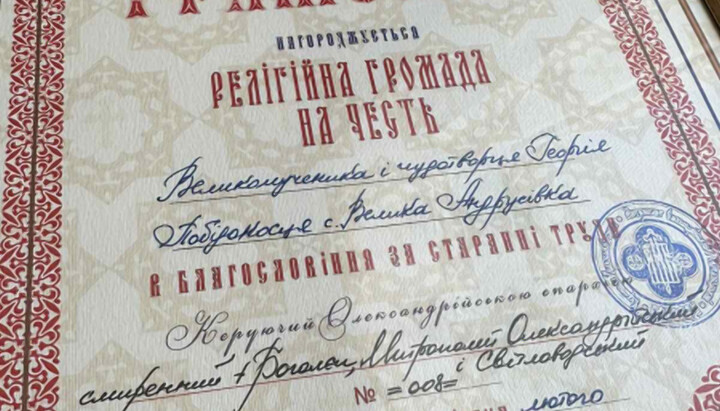 НАГОРОДЖУЄТЬСЯ
РЕЛІГІЙНА ГРОМАДА
НА ЧЕСТЬ
Великомученика і чудотворця Георгія
Побідоносця с. Велика Андрусівка
В БЛАГОСЛОВІННЯ ЗА СТАРАННІ ТРУДИ
Керуючий Олександрійською єпархією
смиренний + Боголеп, Митрополит Олександрійський
і Світловодський
№ =008=
лютого